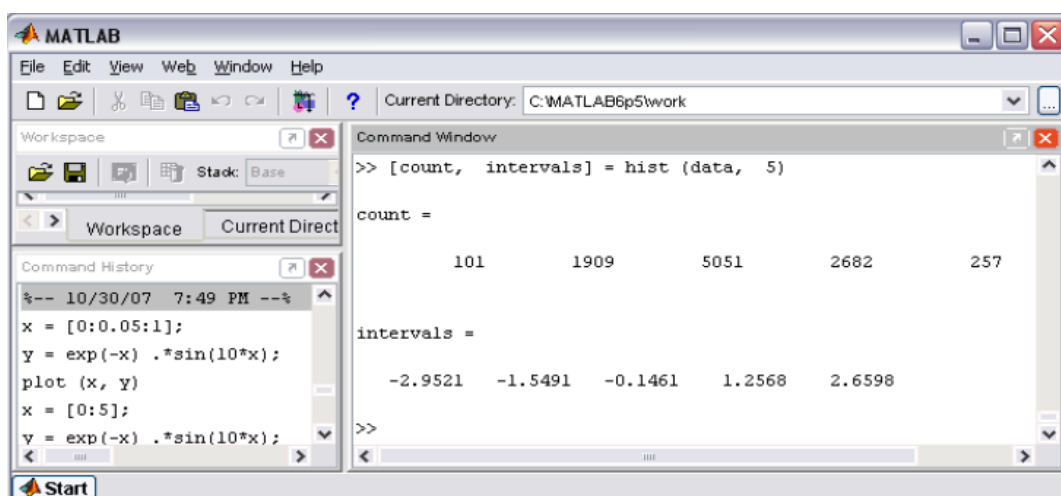 MATLAB
File Edit View Web Window Help
? Current Directory: C:\MATLAB6p5\work ...
Workspace
Stack: Base
Workspace Current Direct
Command History
%-- 10/30/07 7:49 PM --%
x = [0:0.05:1];
y = exp(-x) .*sin(10*x);
plot (x, y)
x = [0:5];
y = exp(-x) .*sin(10*x);
Command Window
>> [count, intervals] = hist (data, 5)
count =
101 1909 5051 2682 257
intervals =
-2.9521 -1.5491 -0.1461 1.2568 2.6598
>>
Start